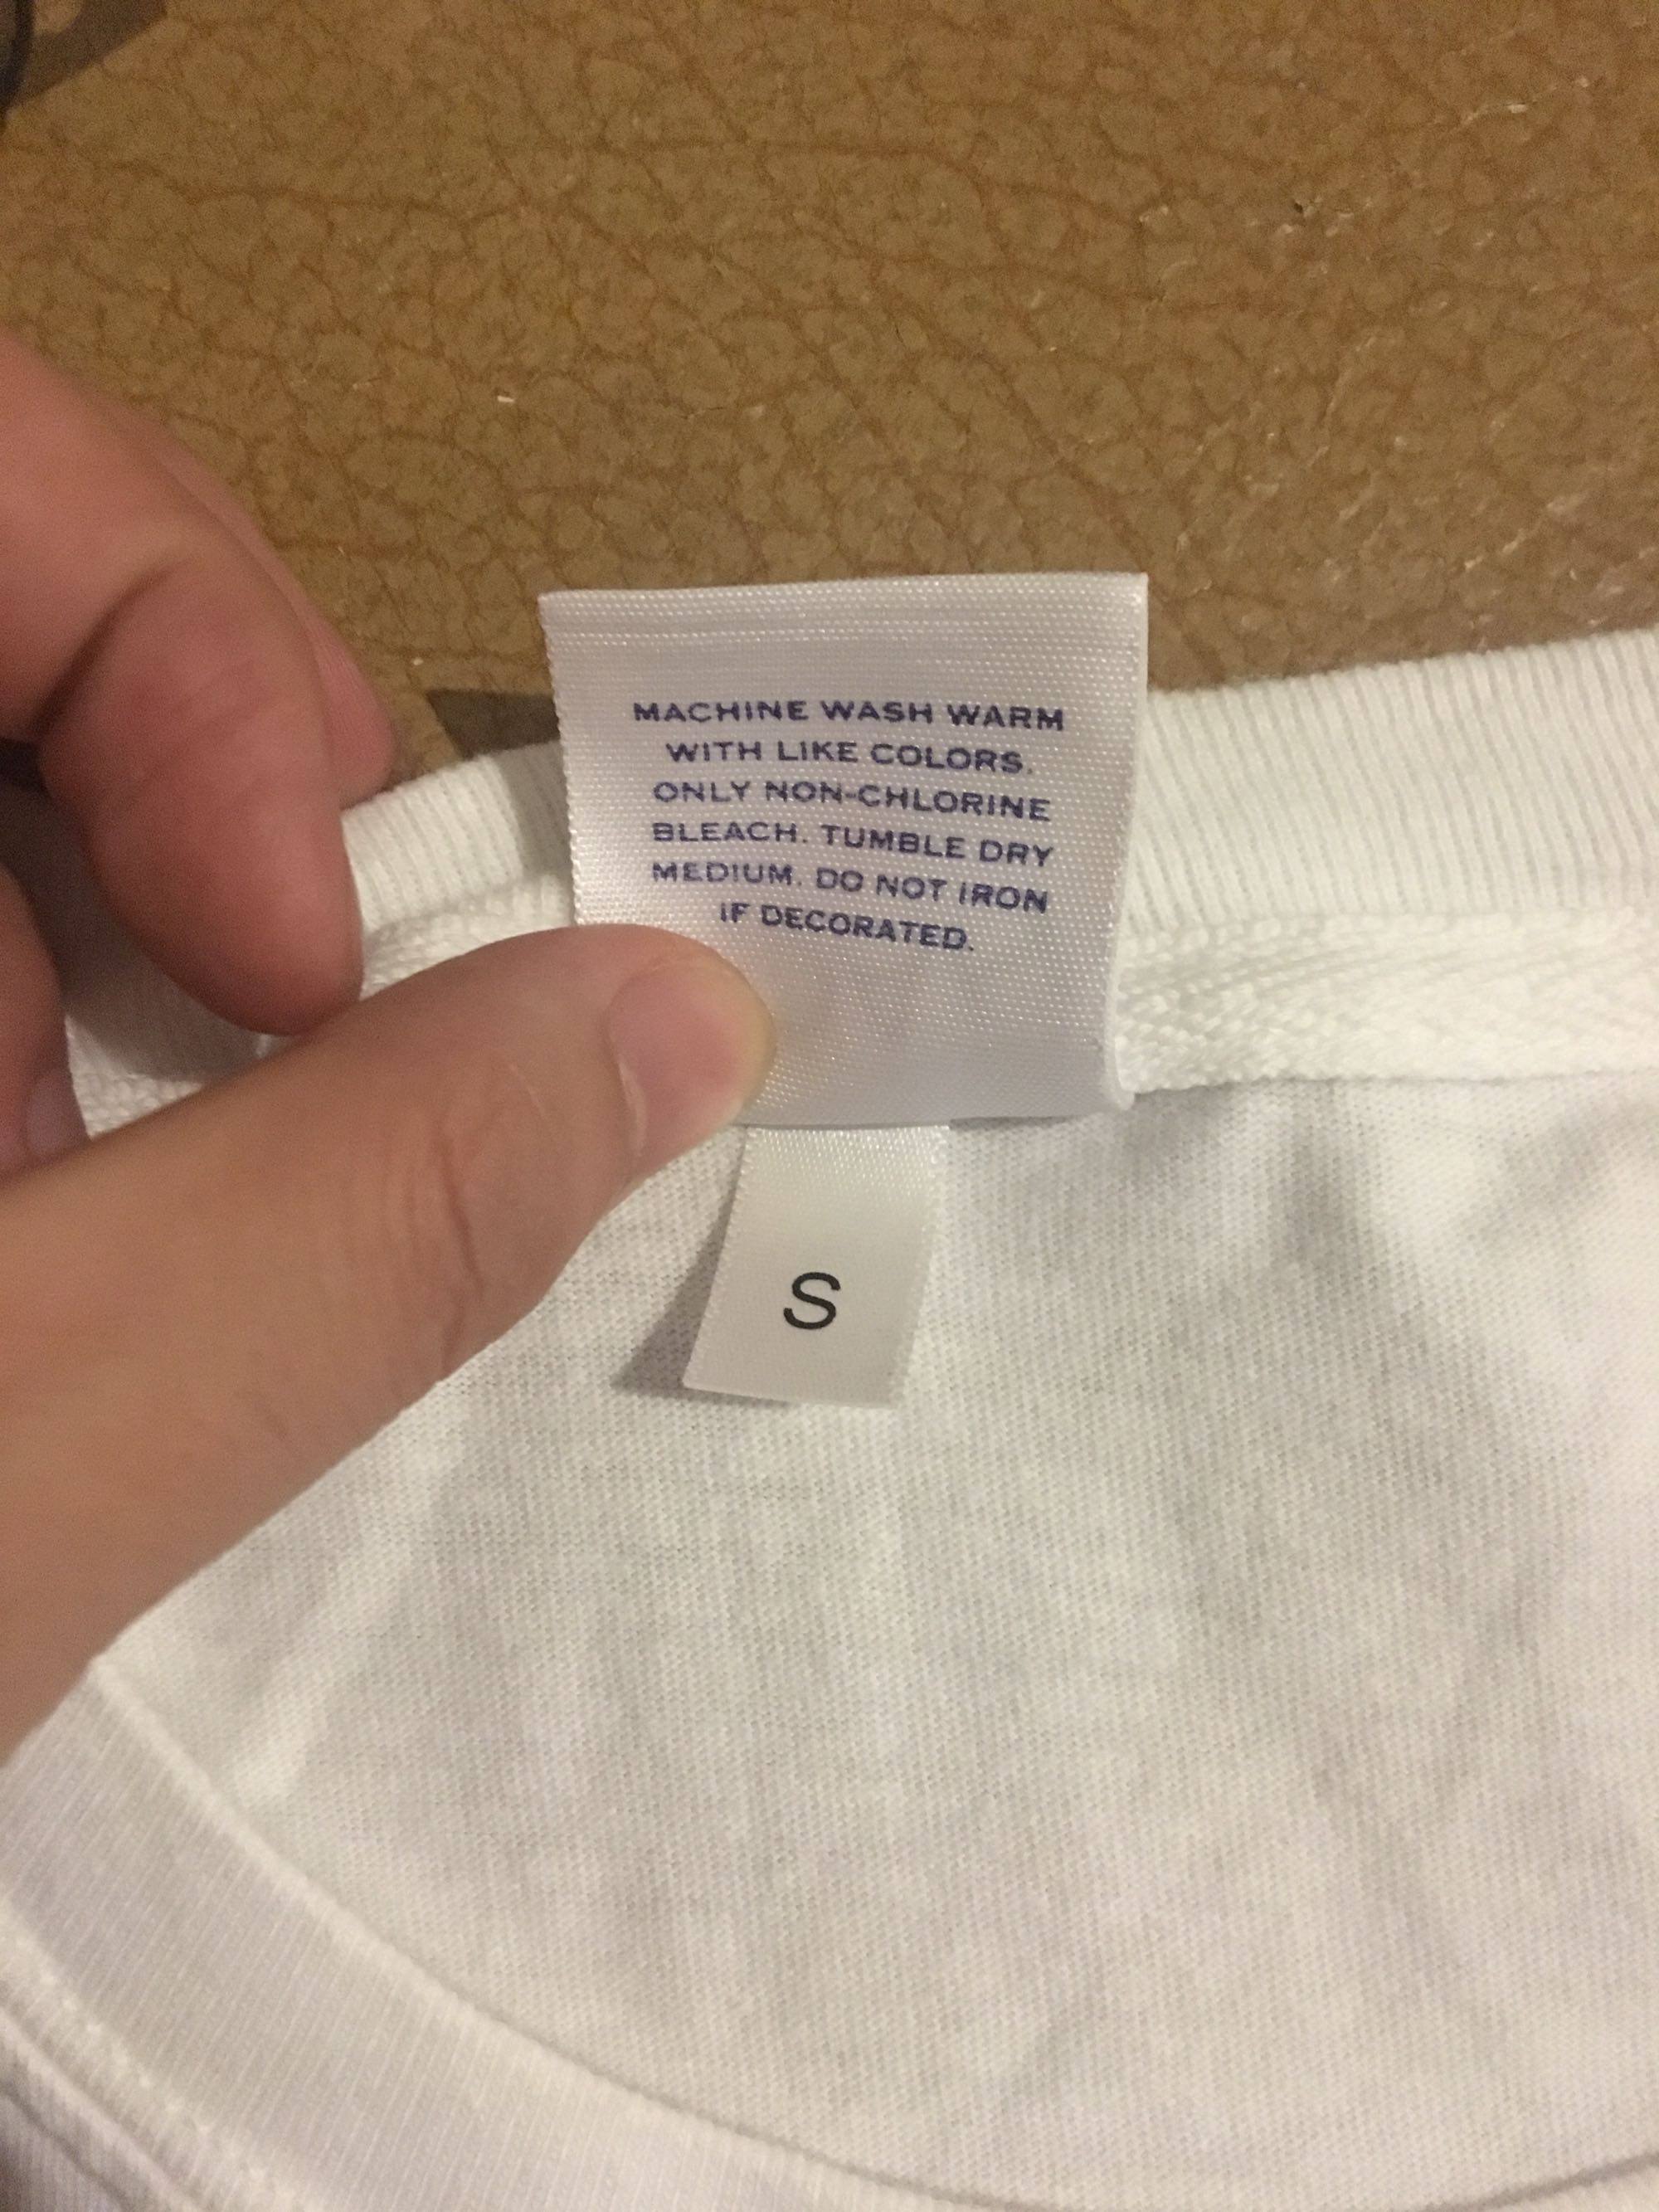 MACHINE WASH WARM
WITH LIKE COLORS.
ONLY NON-CHLORINE
BLEACH. TUMBLE DRY
MEDIUM. DO NOT IRON
IF DECORATED.
S